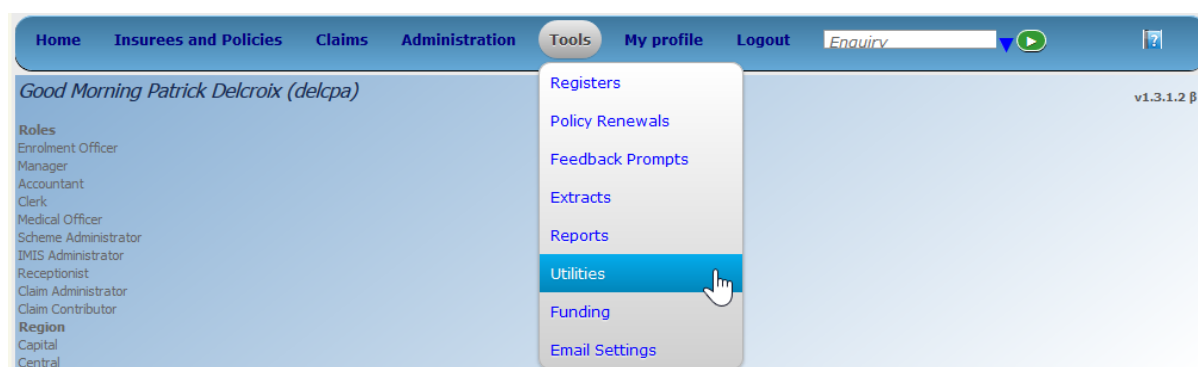 Home Insurees and Policies Claims Administration Tools My profile Logout Enquiry ?
Good Morning Patrick Delcroix (delcpa)
v1.3.1.2 β
Roles
Enrolment Officer
Manager
Accountant
Clerk
Medical Officer
Scheme Administrator
IMIS Administrator
Receptionist
Claim Administrator
Claim Contributor
Region
Capital
Central
Registers
Policy Renewals
Feedback Prompts
Extracts
Reports
Utilities
Funding
Email Settings